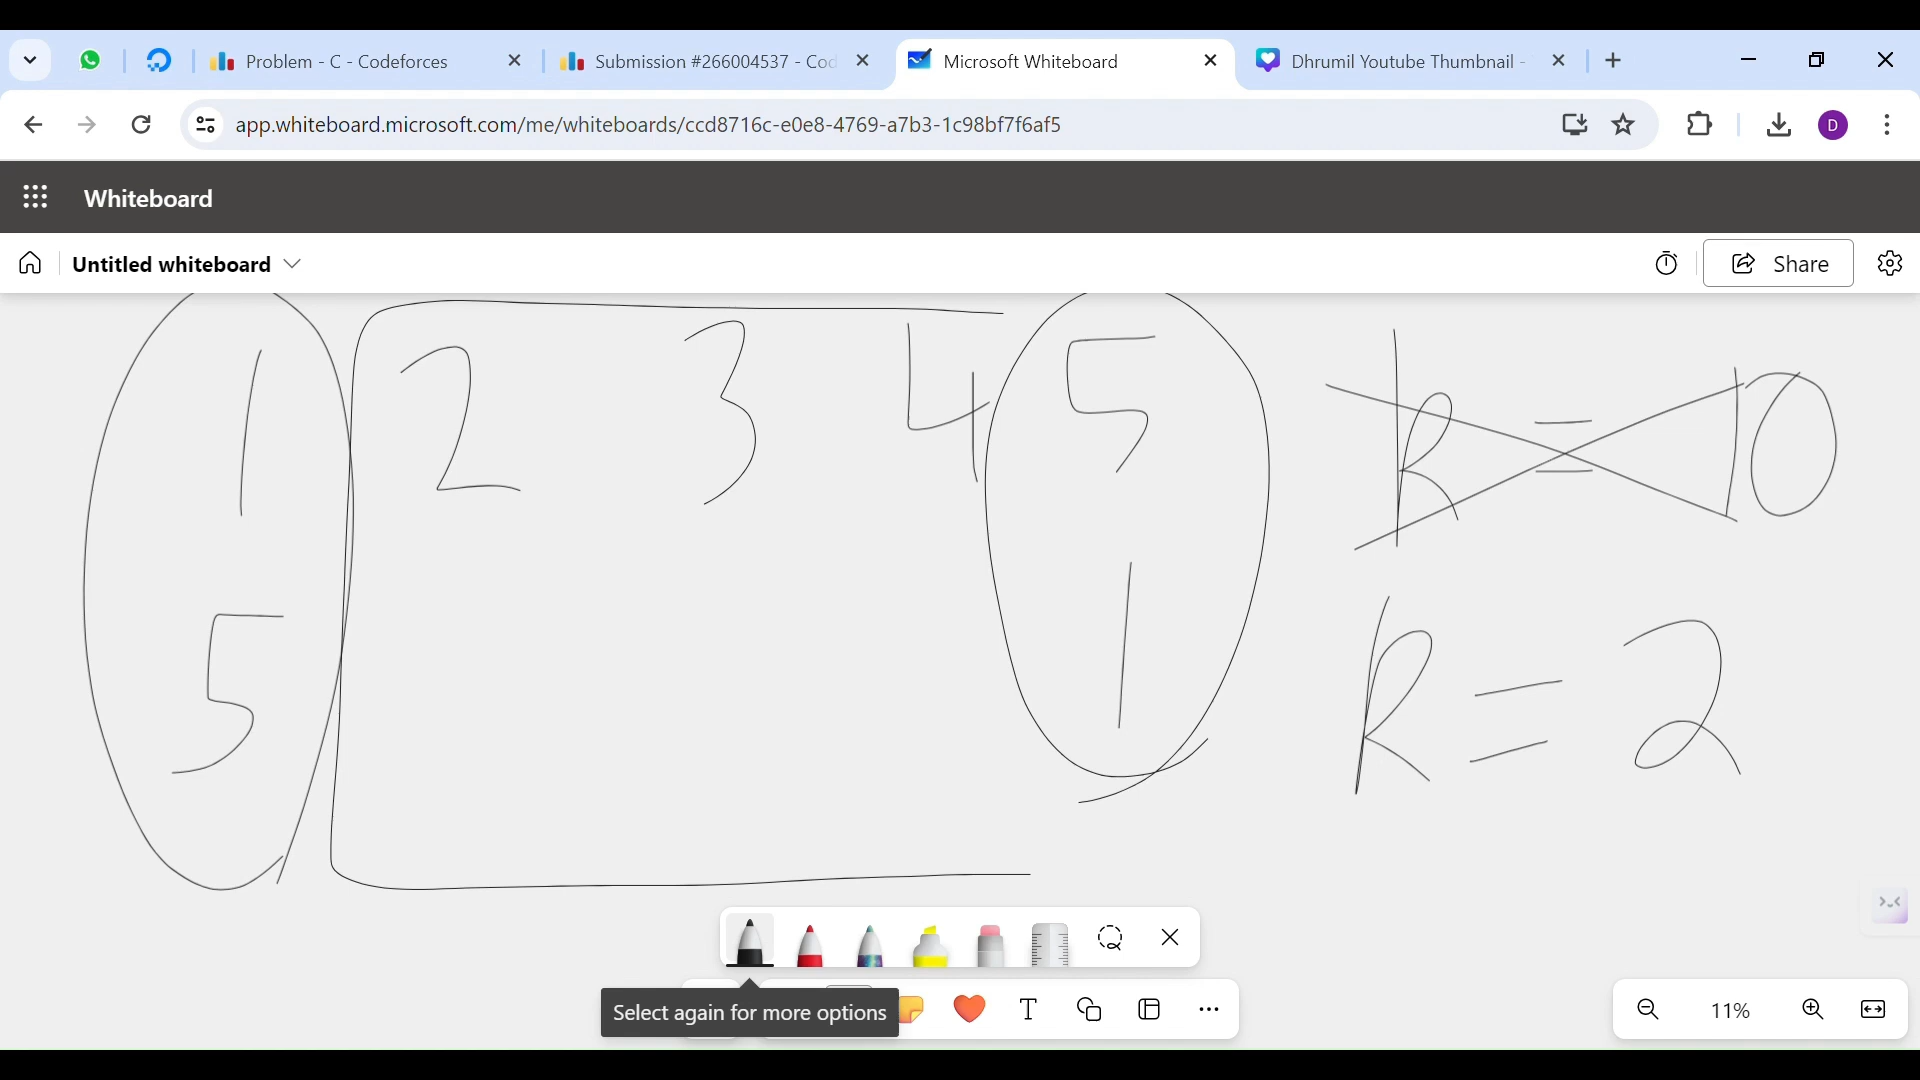 Problem - C - Codeforces
Submission #266004537 - Cod
Microsoft Whiteboard
Dhrumil Youtube Thumbnail -
app.whiteboard.microsoft.com/me/whiteboards/ccd8716c-e0e8-4769-a7b3-1c98bf7f6af5
D
Whiteboard
Untitled whiteboard
Share
1 2 3 4 5
R = 10
5 1
R = 2
Select again for more options
T
11%